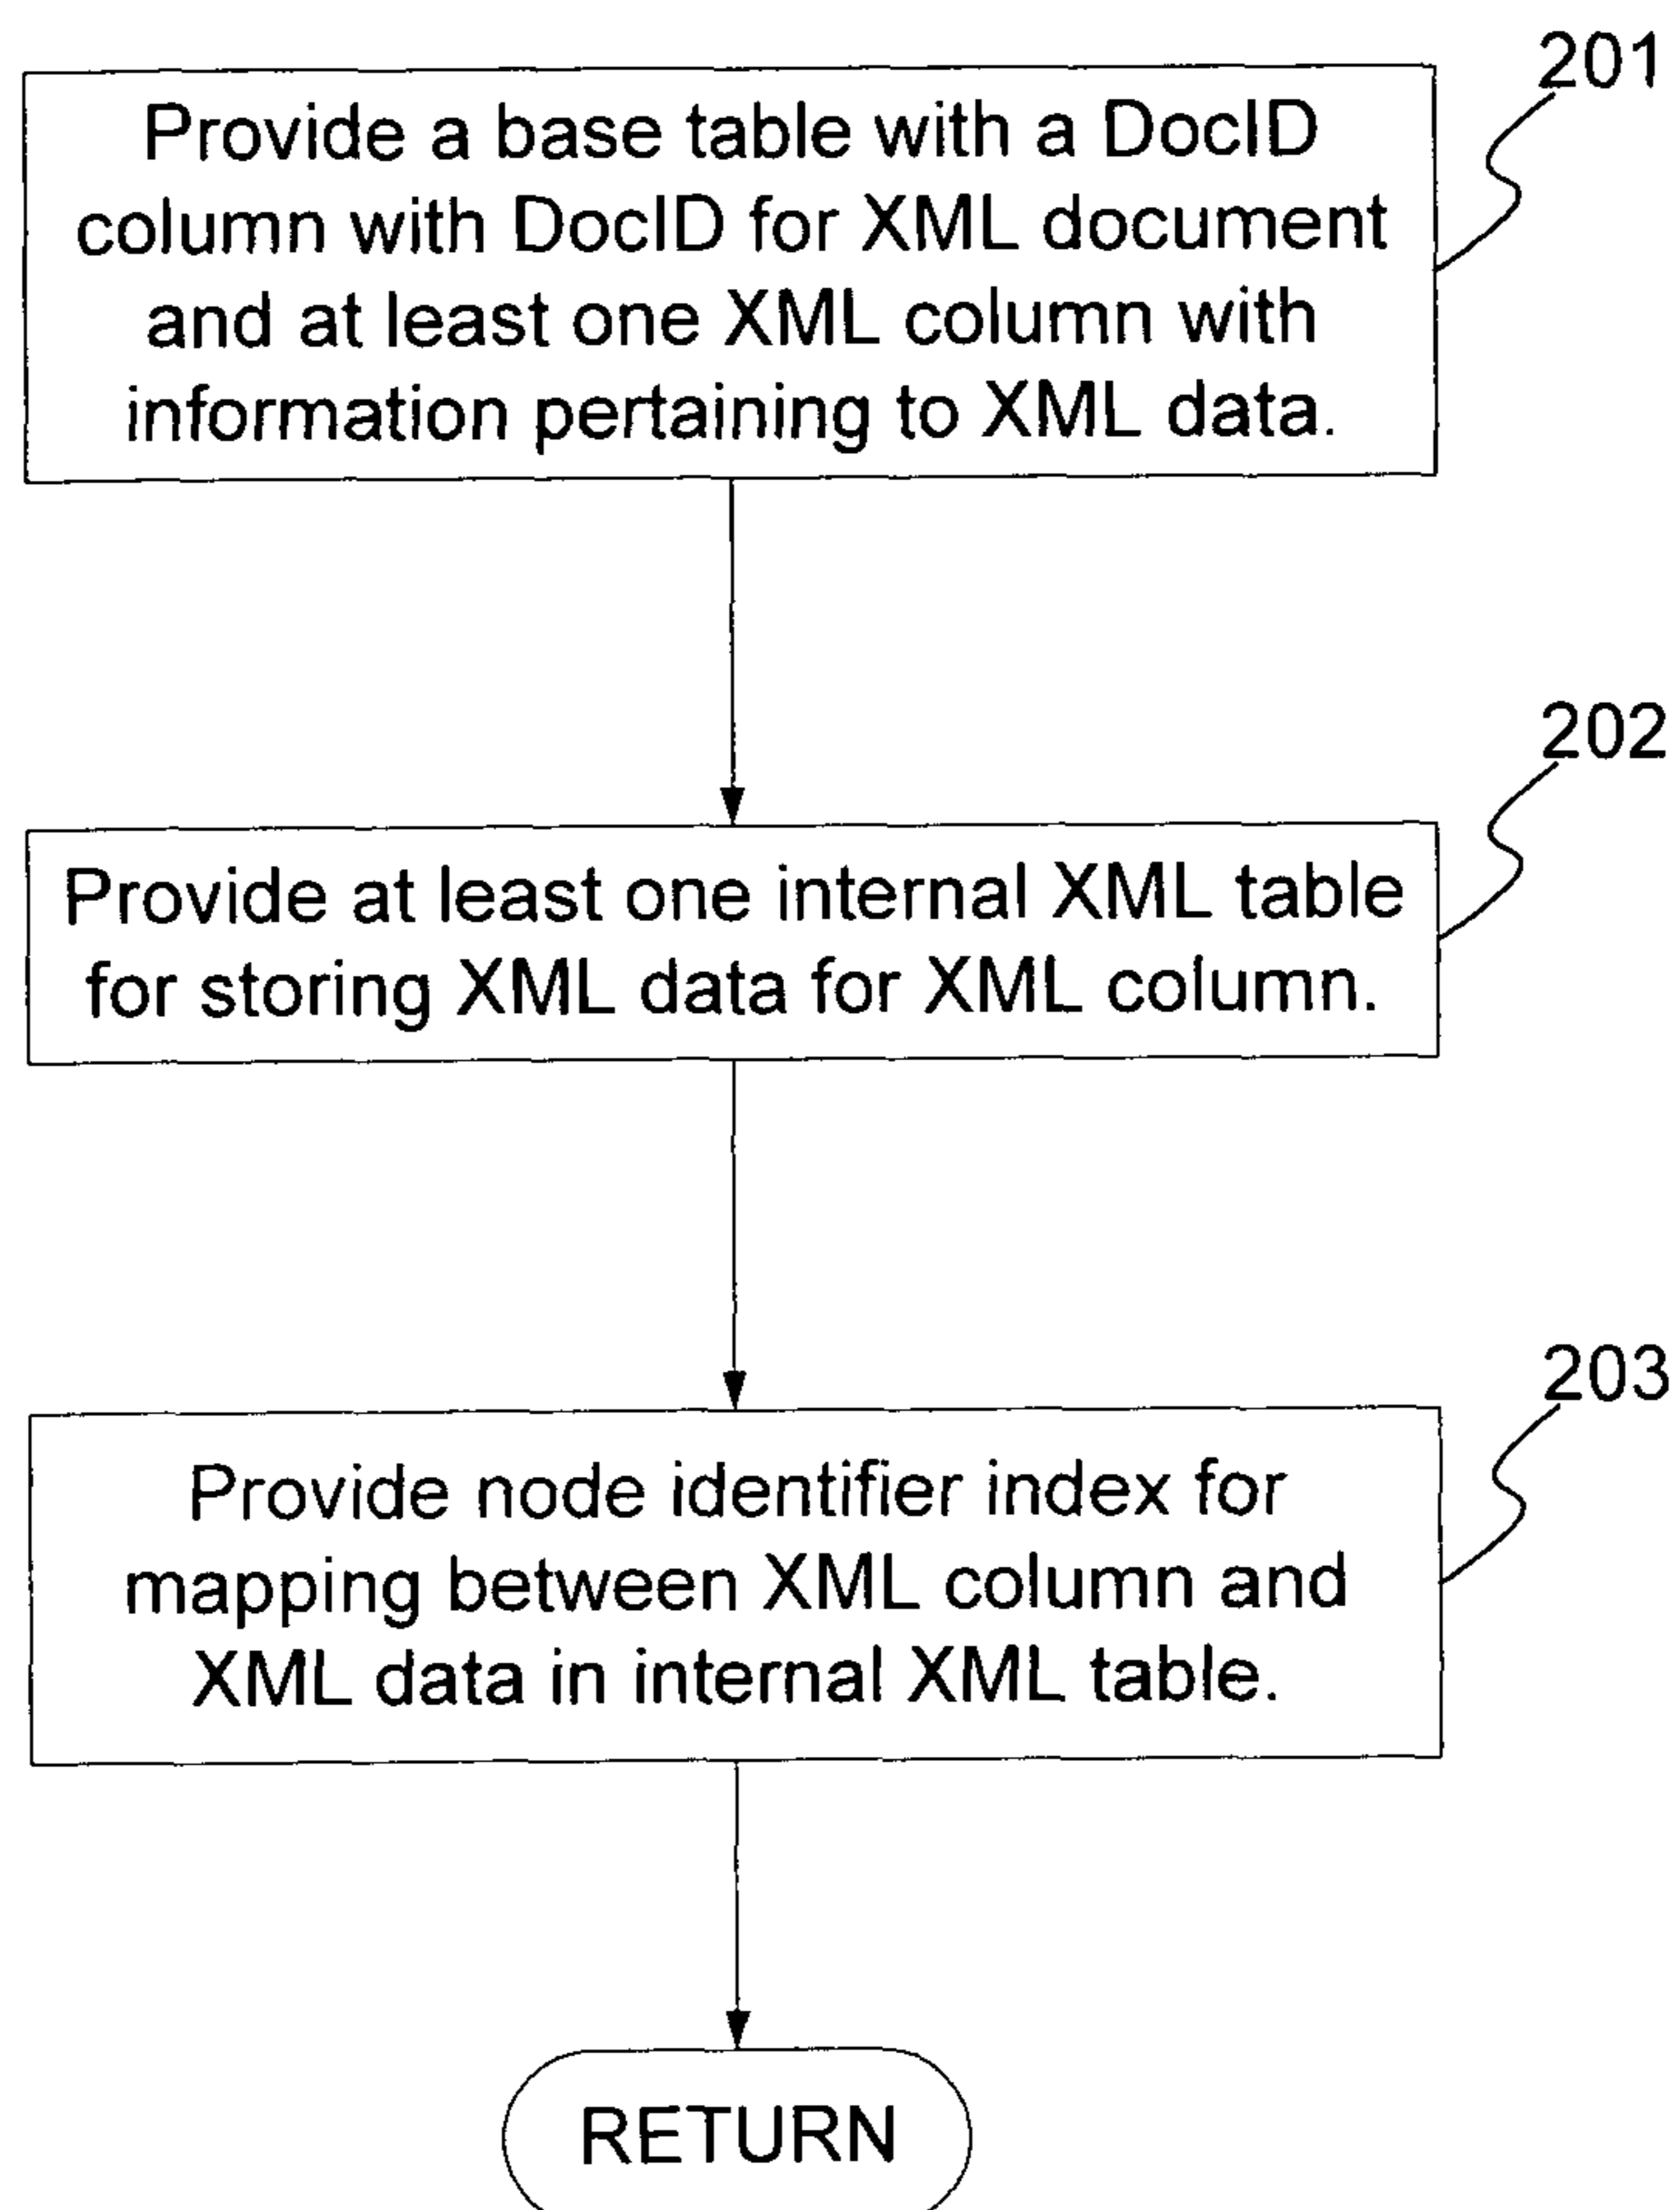 201
Provide a base table with a DocID
column with DocID for XML document
and at least one XML column with
information pertaining to XML data.
202
Provide at least one internal XML table
for storing XML data for XML column.
203
Provide node identifier index for
mapping between XML column and
XML data in internal XML table.
RETURN